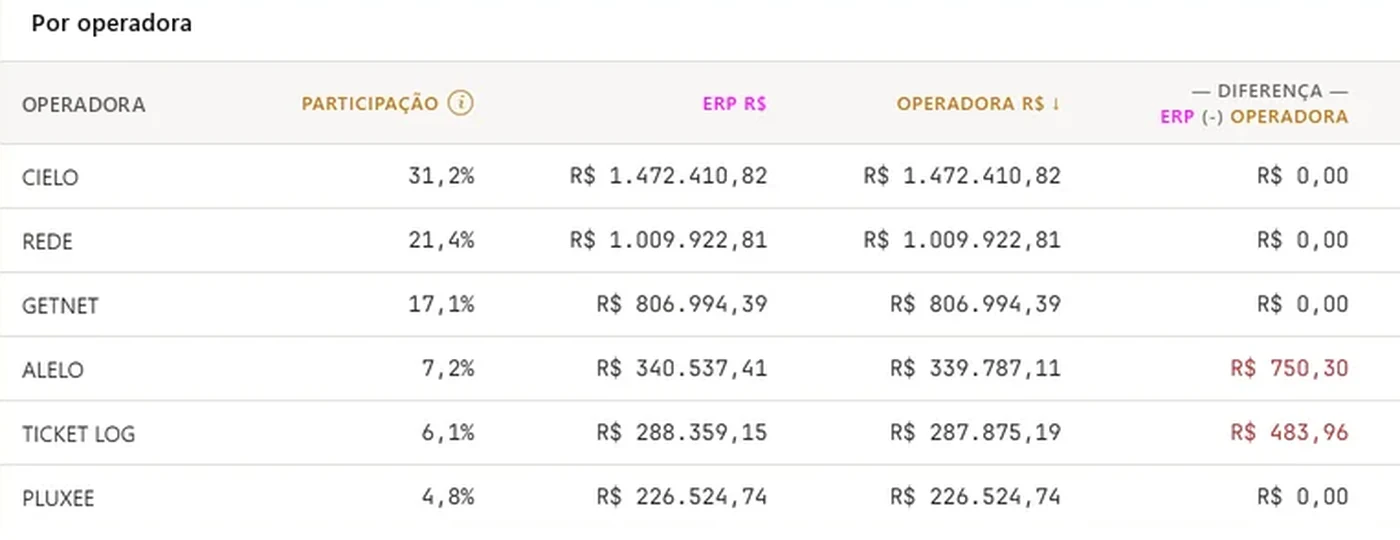 Por operadora
OPERADORA PARTICIPAÇÃO i ERP R$ OPERADORA R$ ↓ — DIFERENÇA —
ERP (-) OPERADORA
CIELO 31,2% R$ 1.472.410,82 R$ 1.472.410,82 R$ 0,00
REDE 21,4% R$ 1.009.922,81 R$ 1.009.922,81 R$ 0,00
GETNET 17,1% R$ 806.994,39 R$ 806.994,39 R$ 0,00
ALELO 7,2% R$ 340.537,41 R$ 339.787,11 R$ 750,30
TICKET LOG 6,1% R$ 288.359,15 R$ 287.875,19 R$ 483,96
PLUXEE 4,8% R$ 226.524,74 R$ 226.524,74 R$ 0,00